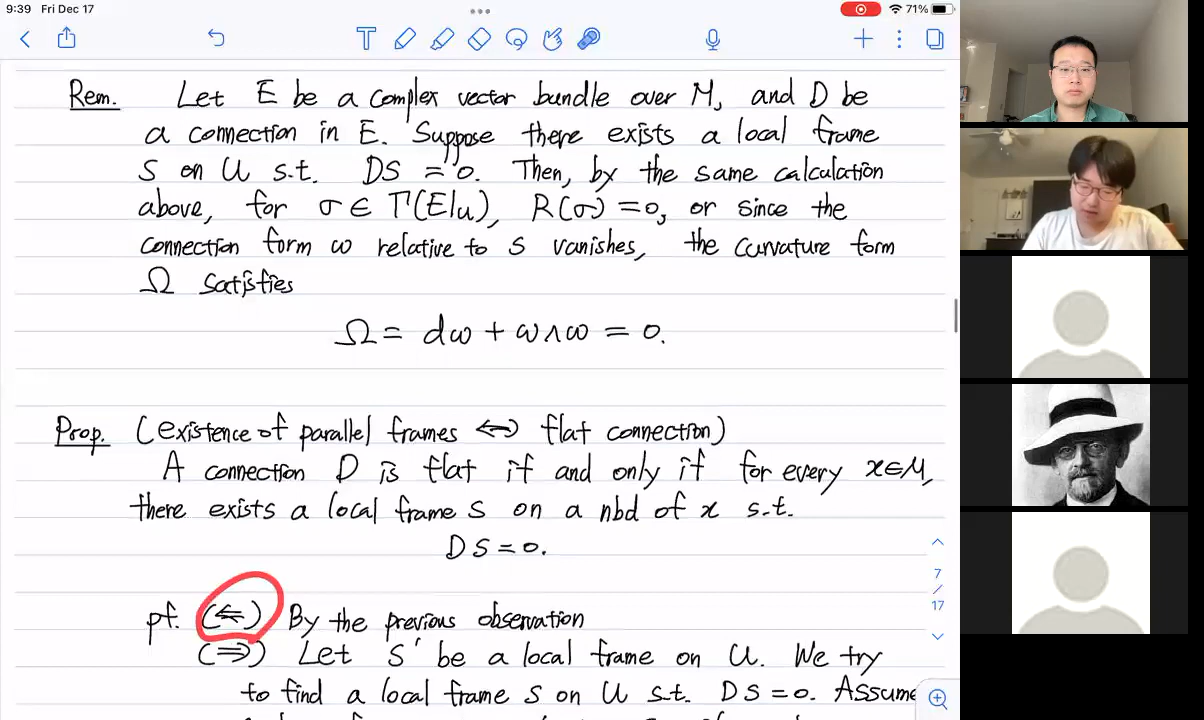 9:39 Fri Dec 17
71%
Rem. Let E be a complex vector bundle over M, and D be
a connection in E. Suppose there exists a local frame
S on U s.t. DS = 0. Then, by the same calculation
above, for σ ∈ Γ(E|u), R(σ) = 0, or since the
connection form ω relative to S vanishes, the curvature form
Ω satisfies
Ω = dω + ω∧ω = 0.
Prop. (existence of parallel frames ⟺ flat connection)
A connection D is flat if and only if for every x∈M,
there exists a local frame S on a nbd of x s.t.
DS = 0.
pf. (⇐) By the previous observation
(⇒) Let S' be a local frame on U. We try
to find a local frame S on U s.t. DS = 0. Assume
7
/
17